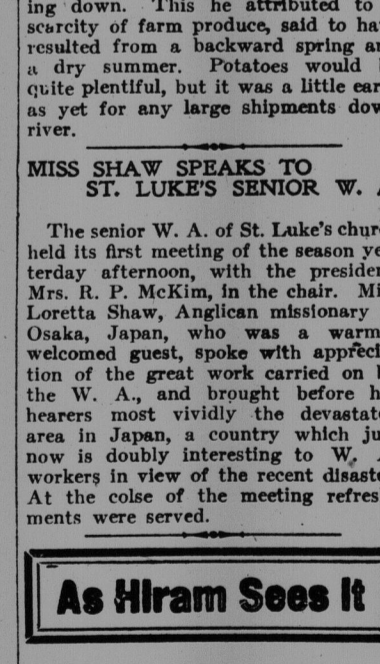 ing down. This he attributed to
scarcity of farm produce, said to ha
resulted from a backward spring an
a dry summer. Potatoes would
quite plentiful, but it was a little ear
as yet for any large shipments dow
river.
MISS SHAW SPEAKS TO
ST. LUKE'S SENIOR W. A
The senior W. A. of St. Luke's chur
held its first meeting of the season ye
terday afternoon, with the presiden
Mrs. R. P. McKim, in the chair. Mi
Loretta Shaw, Anglican missionary
Osaka, Japan, who was a warm
welcomed guest, spoke with appreci
tion of the great work carried on b
the W. A., and brought before h
hearers most vividly the devastate
area in Japan, a country which ju
now is doubly interesting to W. A
workers in view of the recent disaste
At the colse of the meeting refres
ments were served.
As Hiram Sees It